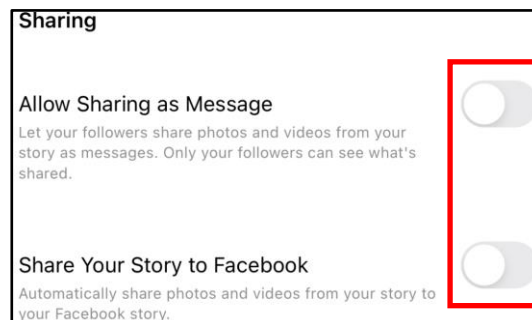 Sharing
Allow Sharing as Message
Let your followers share photos and videos from your
story as messages. Only your followers can see what's
shared.
Share Your Story to Facebook
Automatically share photos and videos from your story to
your Facebook story.